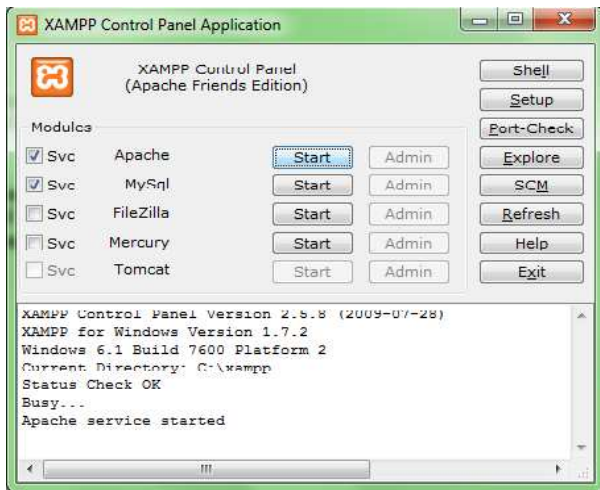 XAMPP Control Panel Application
XAMPP Control Panel
(Apache Friends Edition)
Shell
Setup
Port-Check
Modules
Svc Apache Start Admin Explore
Svc MySql Start Admin SCM
Svc FileZilla Start Admin Refresh
Svc Mercury Start Admin Help
Svc Tomcat Start Admin Exit
XAMPP Control Panel Version 2.5.8 (2009-07-28)
XAMPP for Windows Version 1.7.2
Windows 6.1 Build 7600 Platform 2
Current Directory: C:\xampp
Status Check OK
Busy...
Apache service started